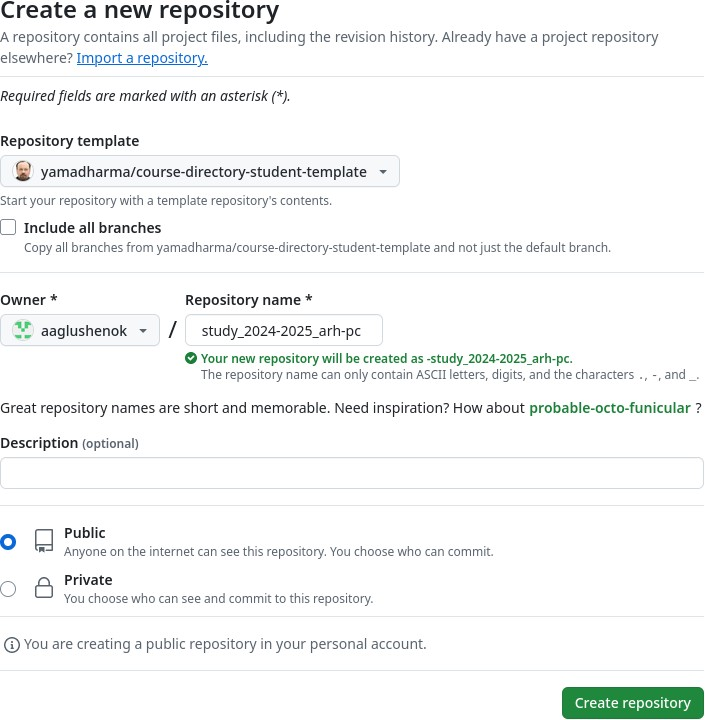 Create a new repository
A repository contains all project files, including the revision history. Already have a project repository
elsewhere? Import a repository.
Required fields are marked with an asterisk (*).
Repository template
yamadharma/course-directory-student-template
Start your repository with a template repository's contents.
Include all branches
Copy all branches from yamadharma/course-directory-student-template and not just the default branch.
Owner * Repository name *
aaglushenok / study_2024-2025_arh-pc
Your new repository will be created as -study_2024-2025_arh-pc.
The repository name can only contain ASCII letters, digits, and the characters ., -, and _.
Great repository names are short and memorable. Need inspiration? How about probable-octo-funicular ?
Description (optional)
Public
Anyone on the internet can see this repository. You choose who can commit.
Private
You choose who can see and commit to this repository.
You are creating a public repository in your personal account.
Create repository